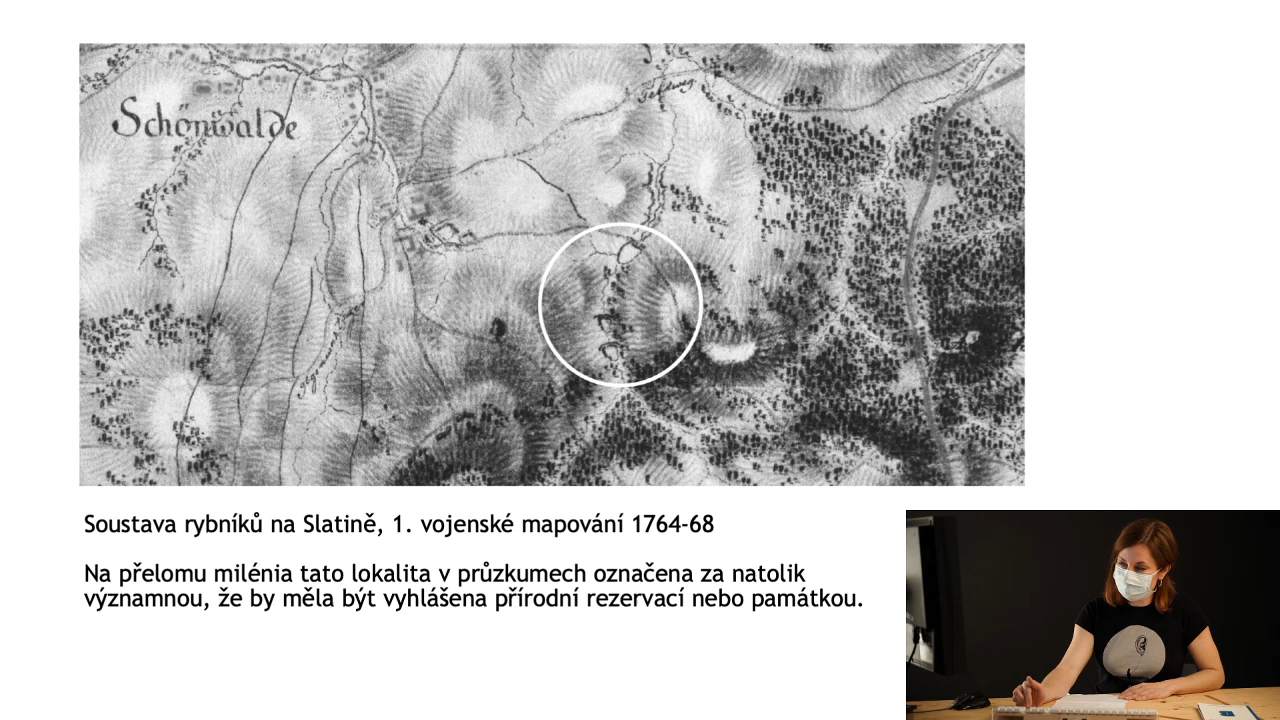 Schönwalde
Soustava rybníků na Slatině, 1. vojenské mapování 1764-68
Na přelomu milénia tato lokalita v průzkumech označena za natolik
významnou, že by měla být vyhlášena přírodní rezervací nebo památkou.